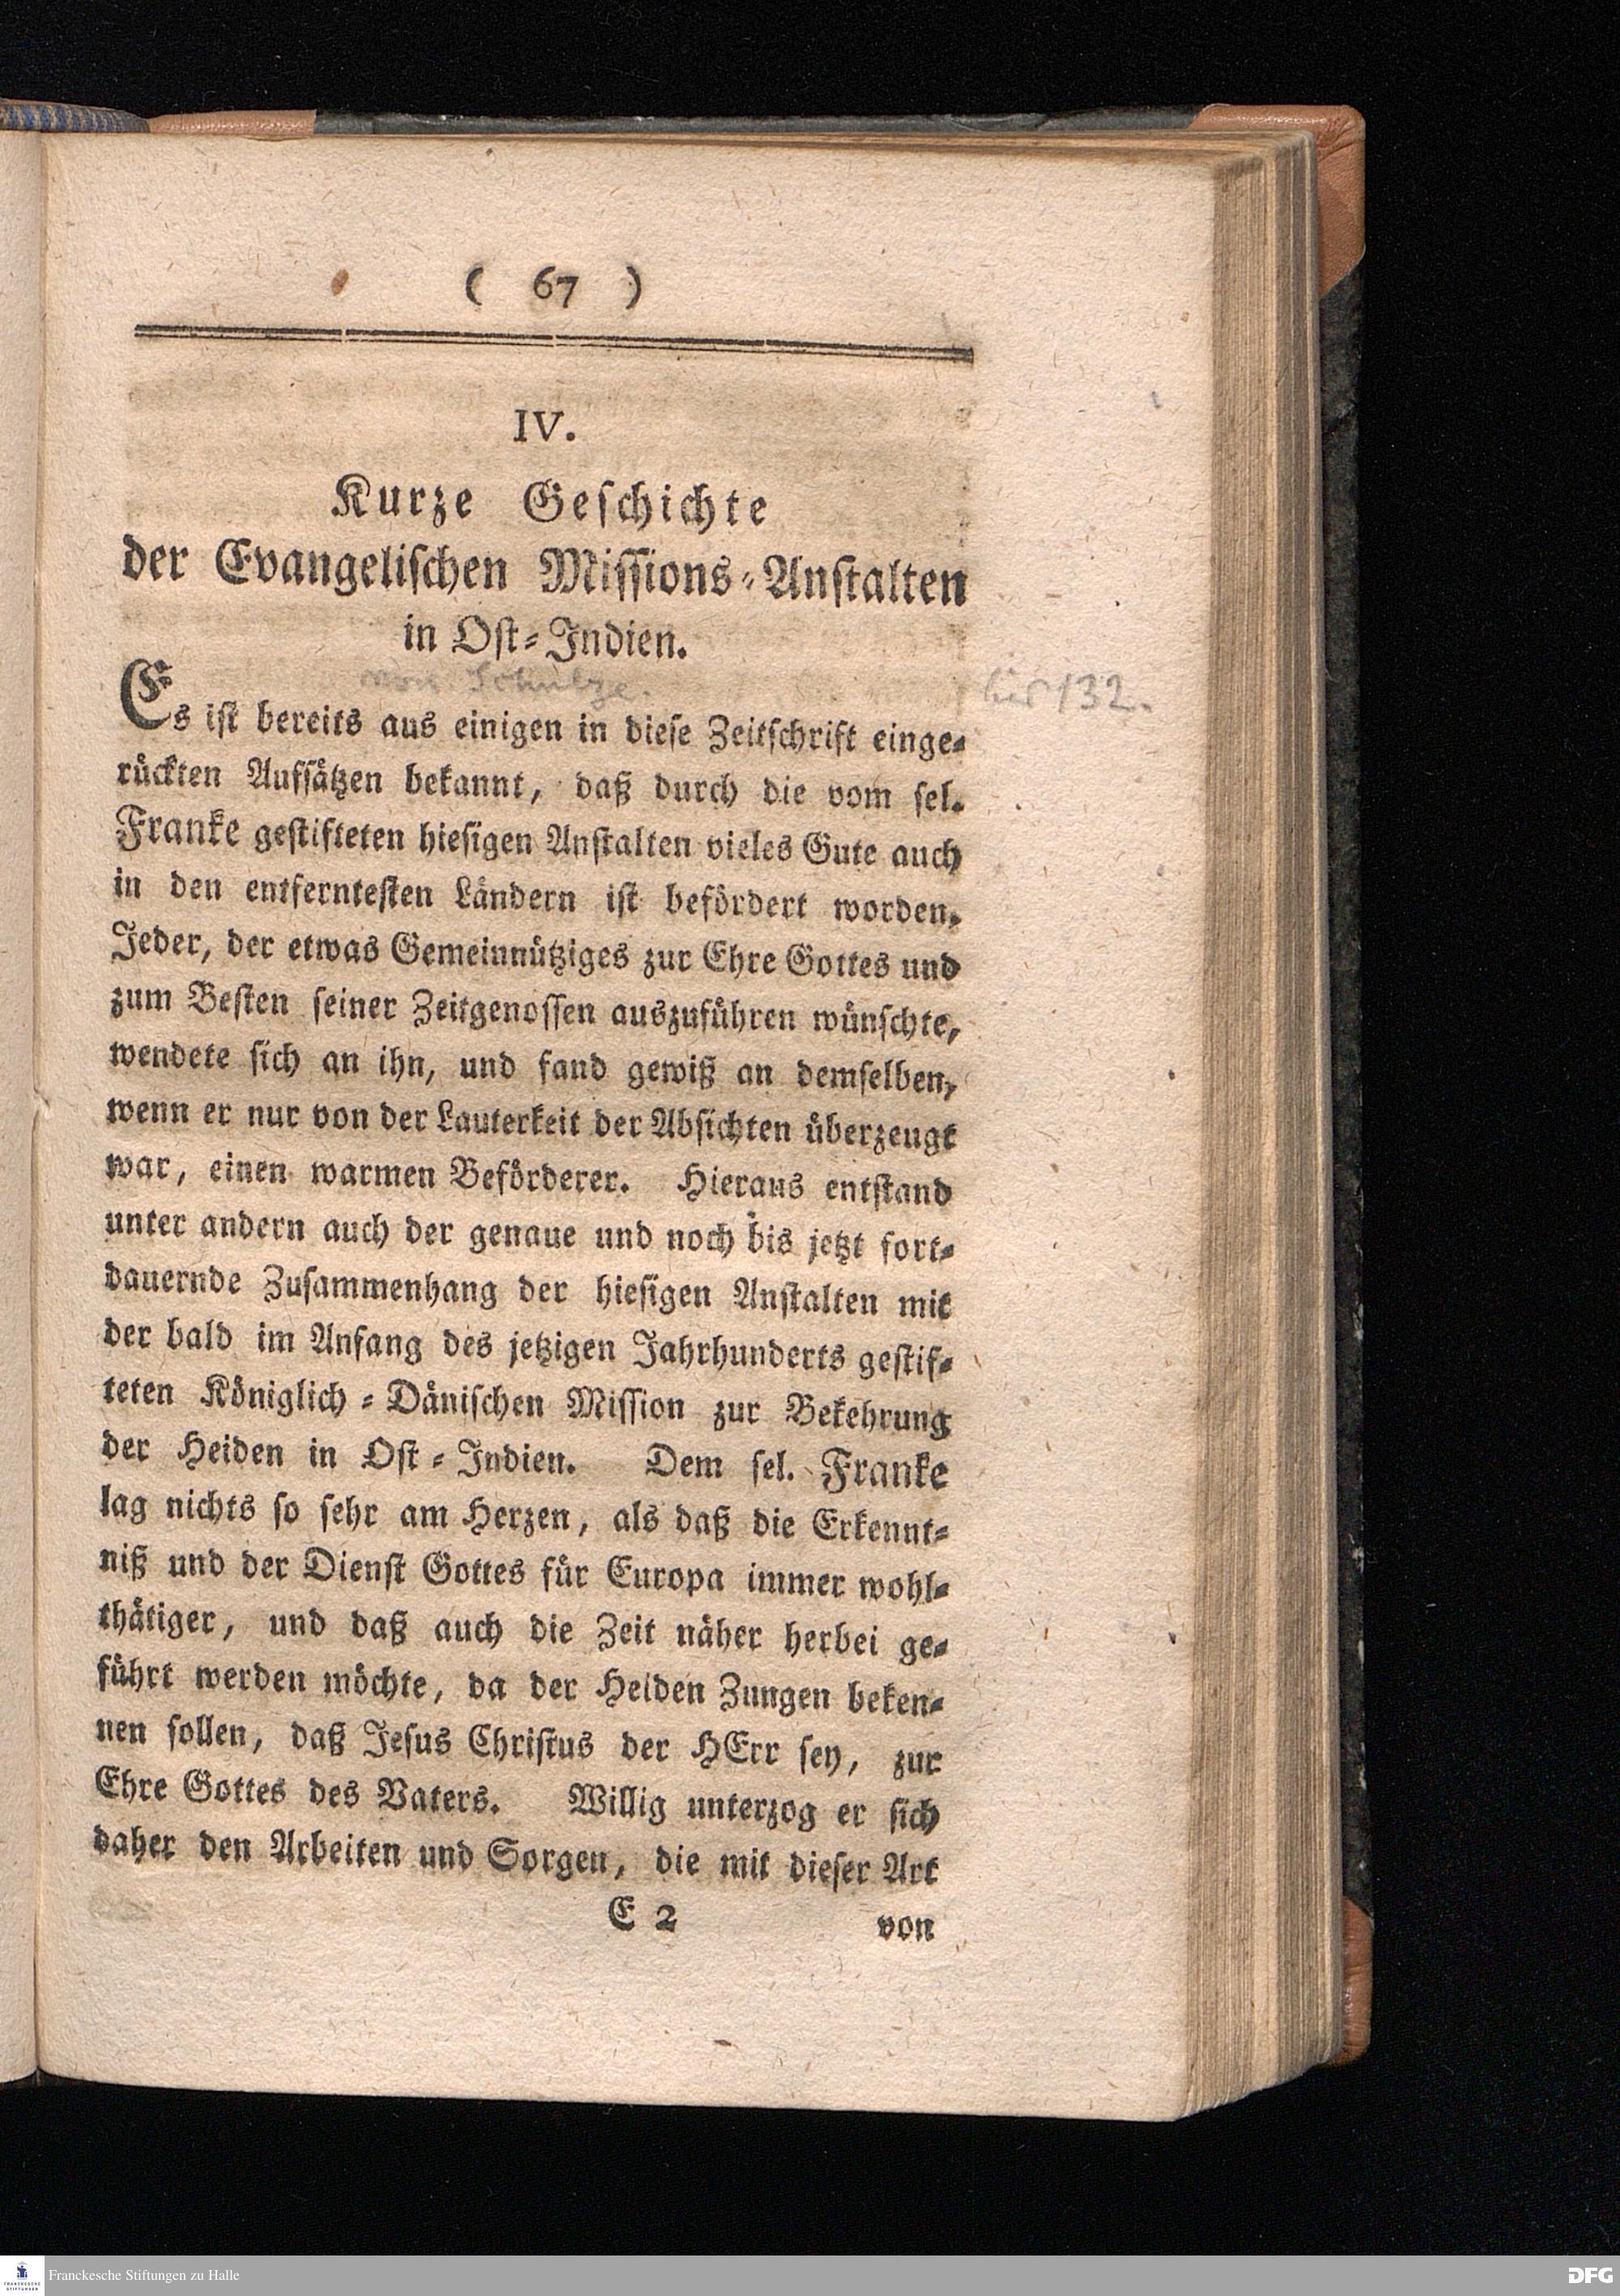 ( 67 )
IV.
Kurze Geschichte
der Evangelischen Missions-Anstalten
in Ost-Indien.
von Schulze.
Es ist bereits aus einigen in diese Zeitschrift einge-
rückten Aufsätzen bekannt, daß durch die vom sel.
Franke gestifteten hiesigen Anstalten vieles Gute auch
in den entferntesten Ländern ist befördert worden.
Jeder, der etwas Gemeinnütziges zur Ehre Gottes und
zum Besten seiner Zeitgenossen auszuführen wünschte,
wendete sich an ihn, und fand gewiß an demselben,
wenn er nur von der Lauterkeit der Absichten überzeugt
war, einen warmen Beförderer. Hieraus entstand
unter andern auch der genaue und noch bis jetzt fort-
dauernde Zusammenhang der hiesigen Anstalten mit
der bald im Anfang des jetzigen Jahrhunderts gestif-
teten Königlich-Dänischen Mission zur Bekehrung
der Heiden in Ost-Indien. Dem sel. Franke
lag nichts so sehr am Herzen, als daß die Erkennt-
niß und der Dienst Gottes für Europa immer wohl-
thätiger, und daß auch die Zeit näher herbei ge-
führt werden möchte, da der Heiden Zungen beken-
nen sollen, daß Jesus Christus der HErr sey, zur
Ehre Gottes des Vaters. Willig unterzog er sich
daher den Arbeiten und Sorgen, die mit dieser Art
E 2 von
132.
FRANCKESCHE STIFTUNGEN
Franckesche Stiftungen zu Halle
DFG